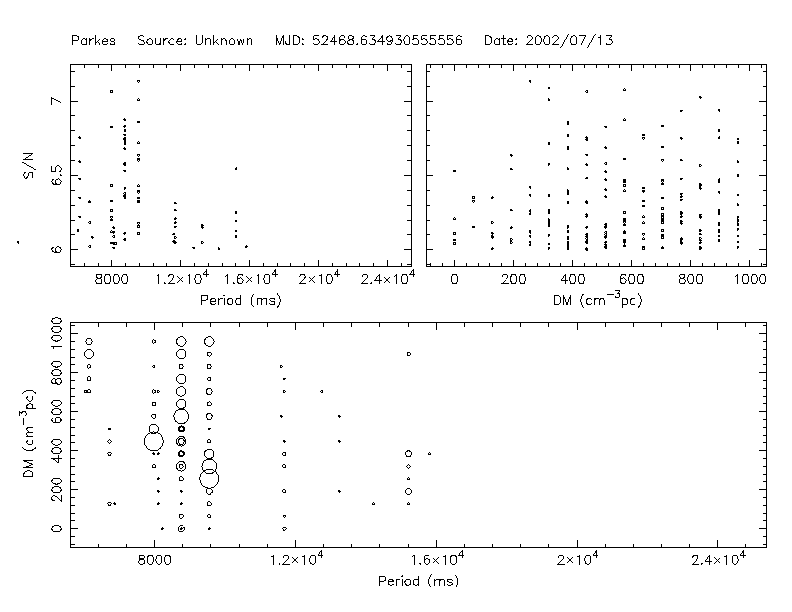 Parkes Source: Unknown MJD: 52468.634930555556 Date: 2002/07/13
7
6.5
6
S/N
8000 1.2×10⁴ 1.6×10⁴ 2×10⁴ 2.4×10⁴
Period (ms)
0 200 400 600 800 1000
DM (cm⁻³pc)
1000
800
600
400
200
0
DM (cm⁻³pc)
8000 1.2×10⁴ 1.6×10⁴ 2×10⁴ 2.4×10⁴
Period (ms)